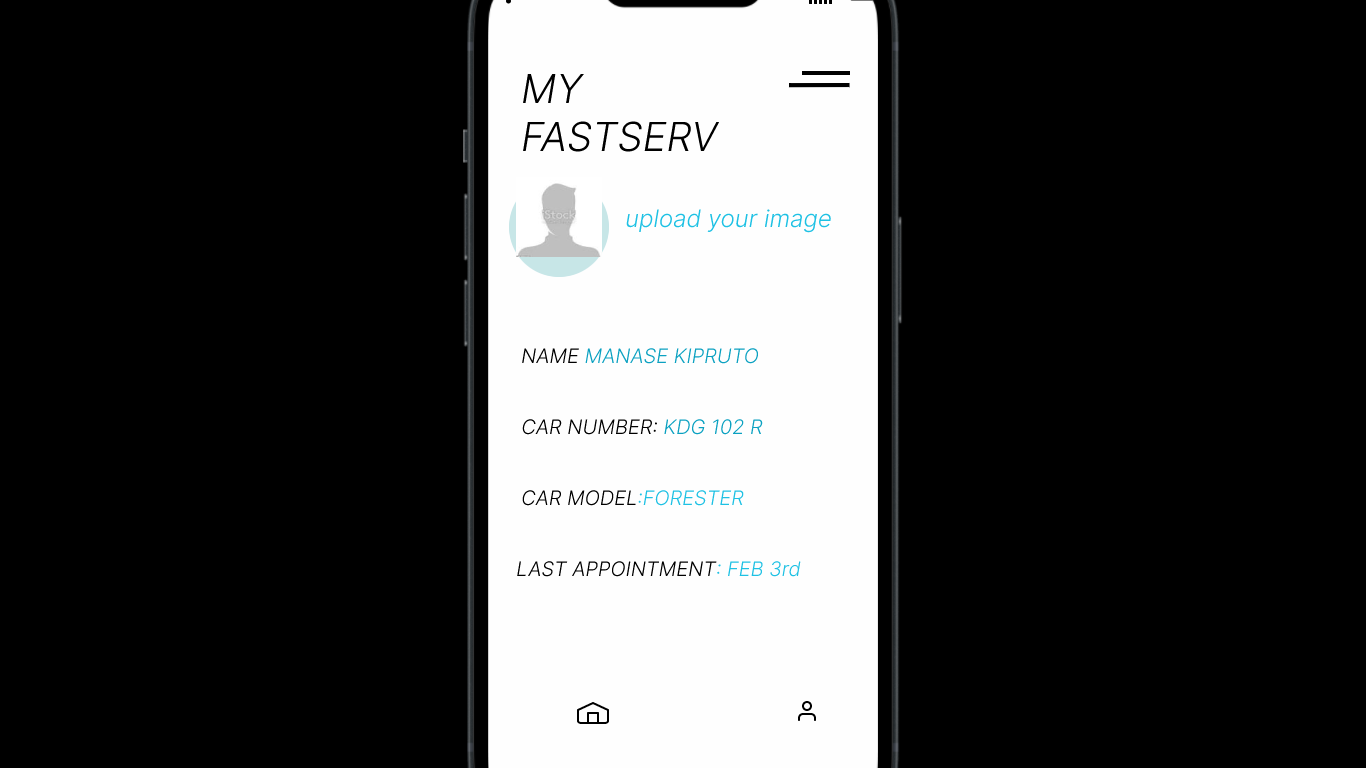 MY
FASTSERV
Stock
upload your image
NAME MANASE KIPRUTO
CAR NUMBER: KDG 102 R
CAR MODEL:FORESTER
LAST APPOINTMENT: FEB 3rd